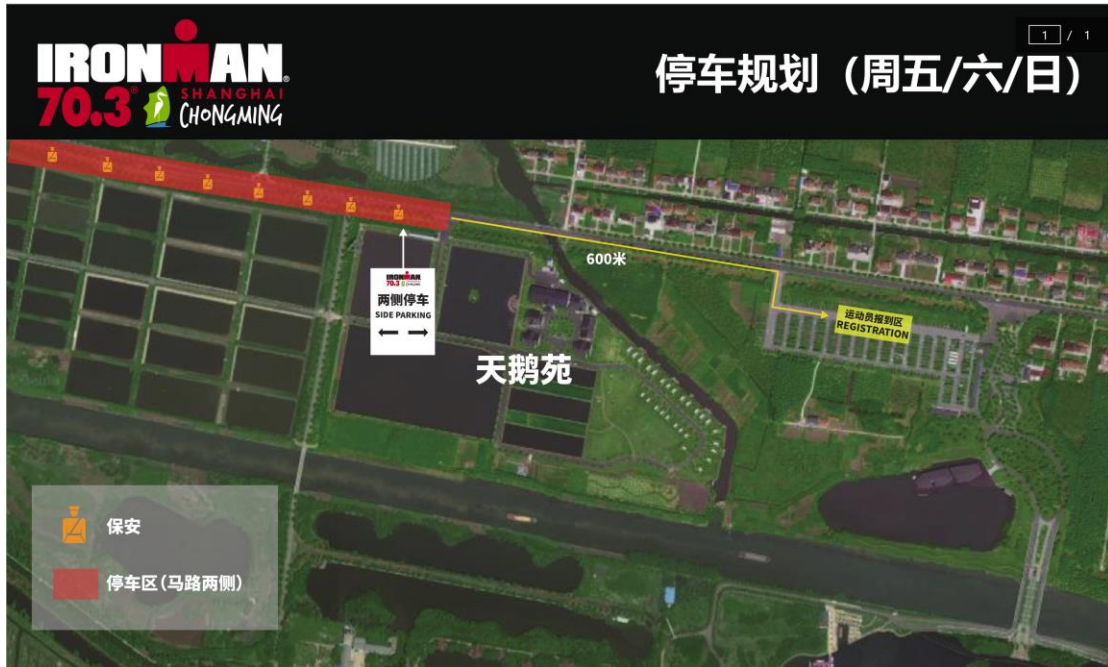 IRONMAN
70.3
SHANGHAI
CHONGMING
停车规划（周五/六/日）
1 / 1
600米
IRONMAN
70.3
两侧停车
SIDE PARKING
运动员报到区
REGISTRATION
天鹅苑
保安
停车区(马路两侧)